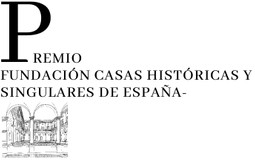 PREMIO
FUNDACIÓN CASAS HISTÓRICAS Y
SINGULARES DE ESPAÑA-